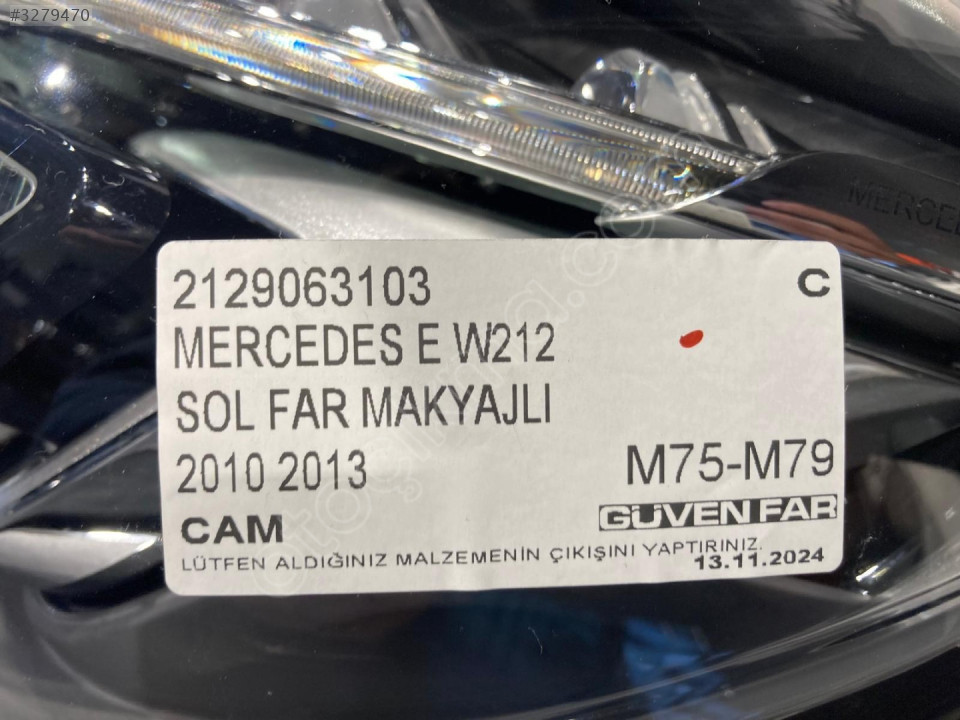 #3279470
MERCED
2129063103
C
MERCEDES E W212
SOL FAR MAKYAJLI
2010 2013
M75-M79
CAM
GÜVEN FAR
LÜTFEN ALDIĞINIZ MALZEMENİN ÇIKIŞINI YAPTIRINIZ.
13.11.2024